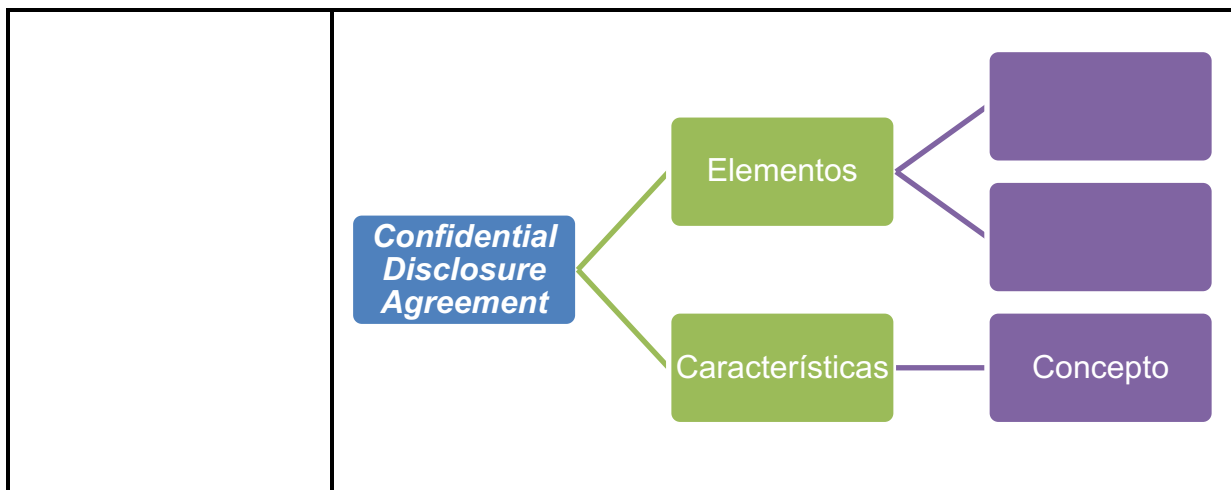 Elementos
Confidential
Disclosure
Agreement
Características
Concepto